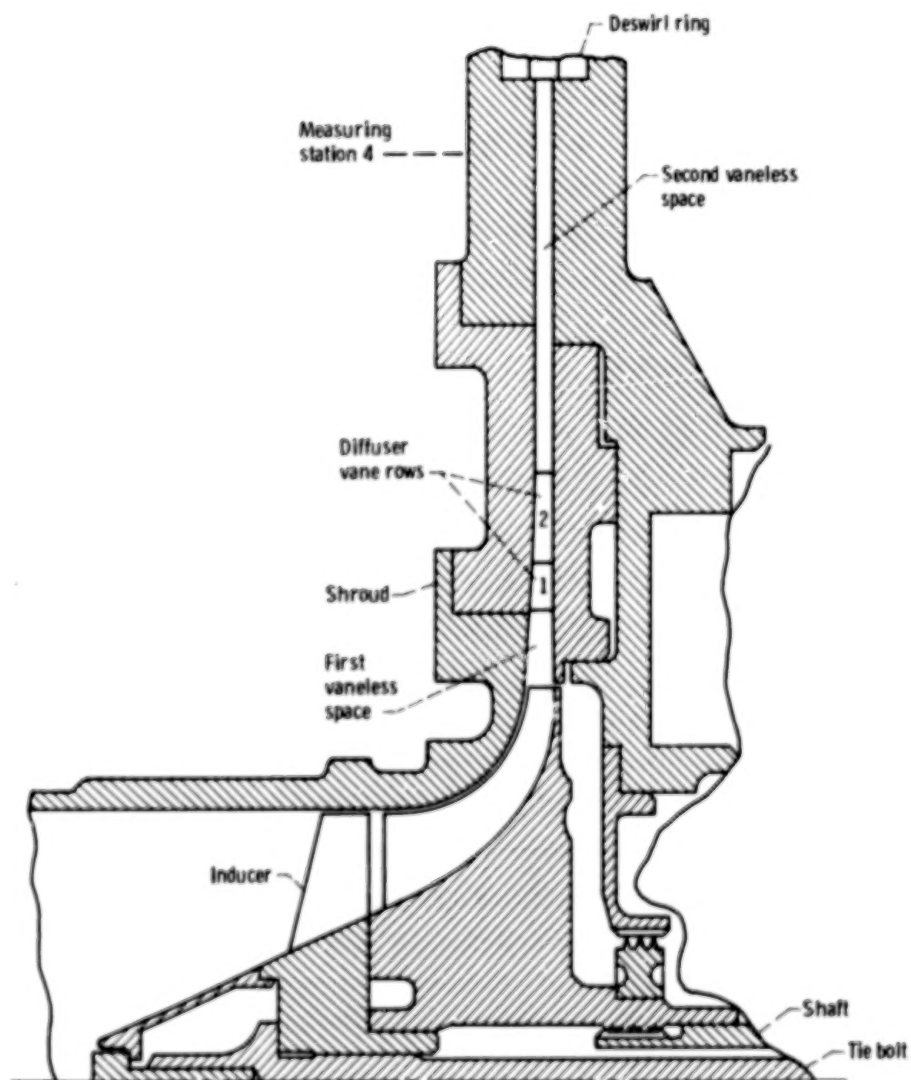 Deswirl ring
Measuring
station 4
Second vaneless
space
Diffuser
vane rows
2
1
Shroud
First
vaneless
space
Inducer
Shaft
Tie bolt